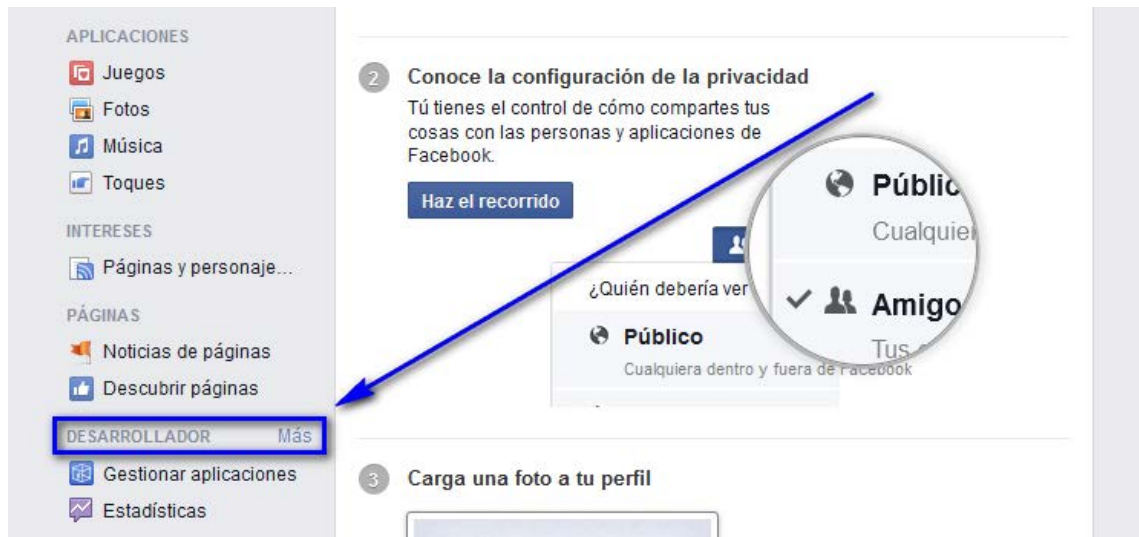 APLICACIONES
Juegos
Fotos
Música
Toques
INTERESES
Páginas y personaje...
PÁGINAS
Noticias de páginas
Descubrir páginas
DESARROLLADOR Más
Gestionar aplicaciones
Estadísticas
2 Conoce la configuración de la privacidad
Tú tienes el control de cómo compartes tus
cosas con las personas y aplicaciones de
Facebook.
Haz el recorrido
¿Quién debería ver
Público
Cualquiera dentro y fuera de Facebook
Públic
Cualquier
Amigo
Tus
3 Carga una foto a tu perfil